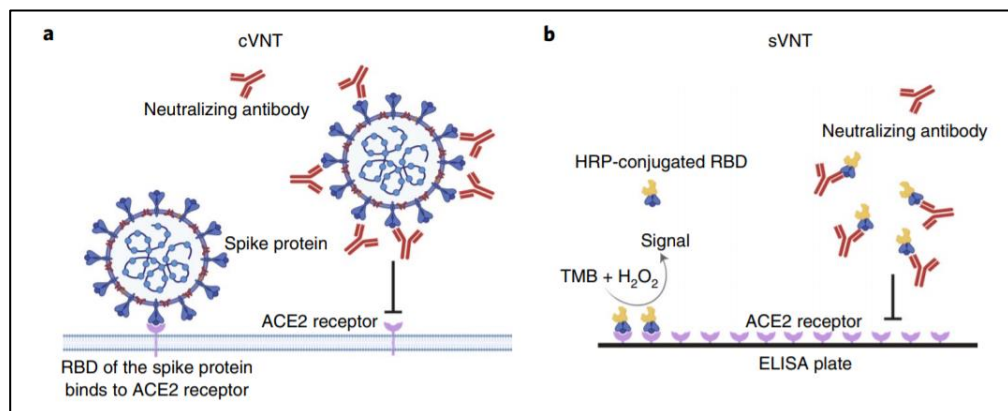 a
cVNT
Neutralizing antibody
Spike protein
ACE2 receptor
RBD of the spike protein
binds to ACE2 receptor
b
sVNT
Neutralizing antibody
HRP-conjugated RBD
Signal
TMB + H₂O₂
ACE2 receptor
ELISA plate